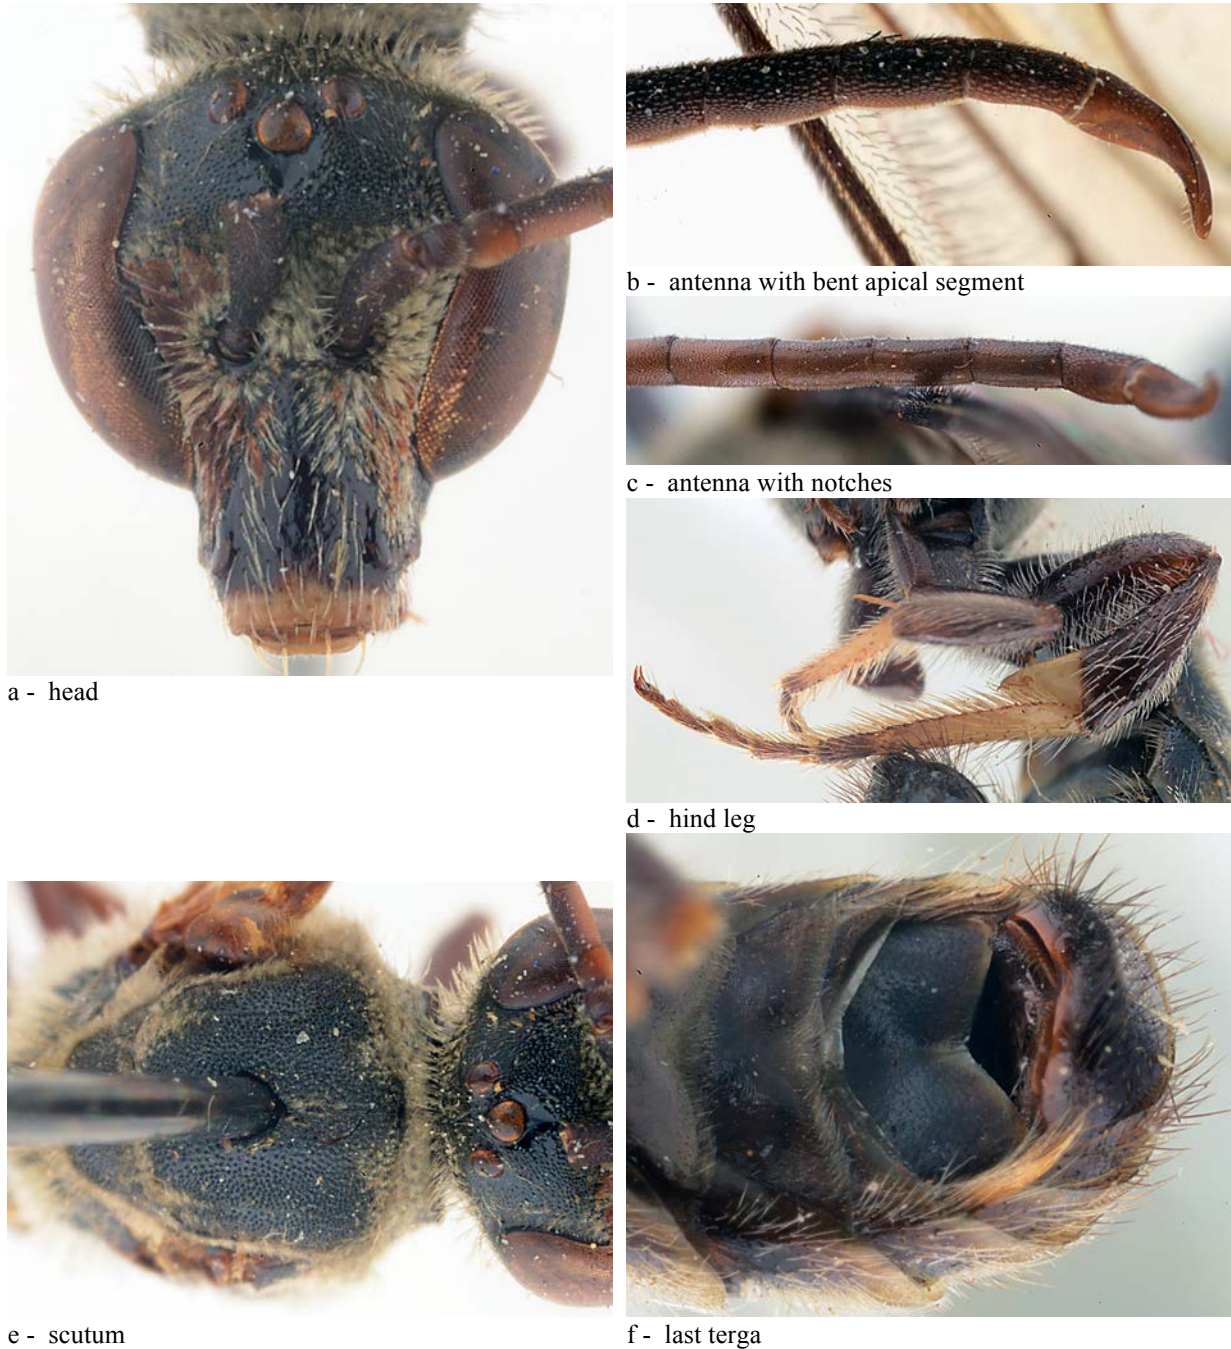 a - head
b - antenna with bent apical segment
c - antenna with notches
d - hind leg
e - scutum
f - last terga